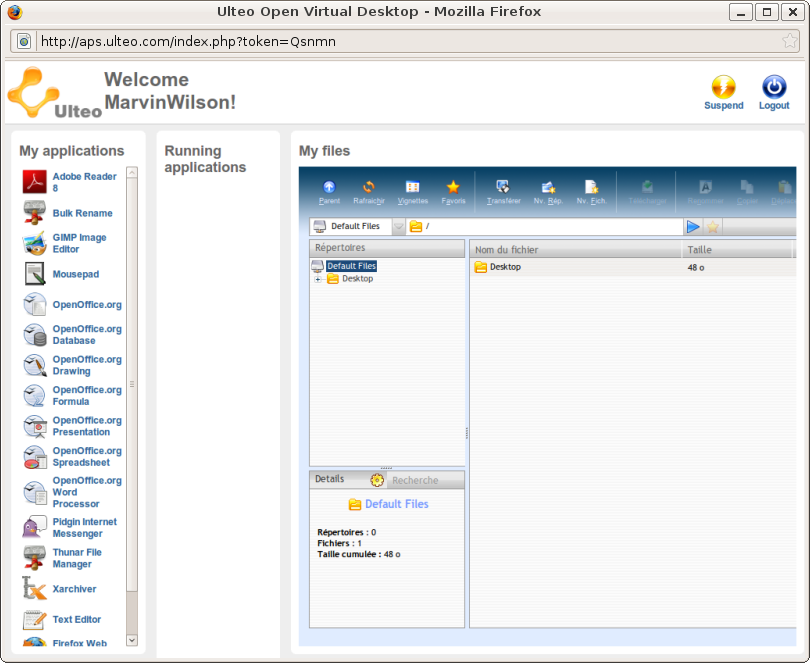 Ulteo Open Virtual Desktop - Mozilla Firefox
http://aps.ulteo.com/index.php?token=Qsnmn
Ulteo
Welcome
MarvinWilson!
Suspend
Logout
My applications
Adobe Reader
8
Bulk Rename
GIMP Image
Editor
Mousepad
OpenOffice.org
OpenOffice.org
Database
OpenOffice.org
Drawing
OpenOffice.org
Formula
OpenOffice.org
Presentation
OpenOffice.org
Spreadsheet
OpenOffice.org
Word
Processor
Pidgin Internet
Messenger
Thunar File
Manager
Xarchiver
Text Editor
Firefox Web
Running
applications
My files
Parent
Rafraichir
Vignettes
Favoris
Transférer
Nv. Rép.
Nv. Fich.
Télécharger
Renommer
Copier
Default Files
/
Répertoires
Default Files
Desktop
Nom du fichier
Taille
Desktop
48 o
Details
Recherche
Default Files
Répertoires : 0
Fichiers : 1
Taille cumulée : 48 o